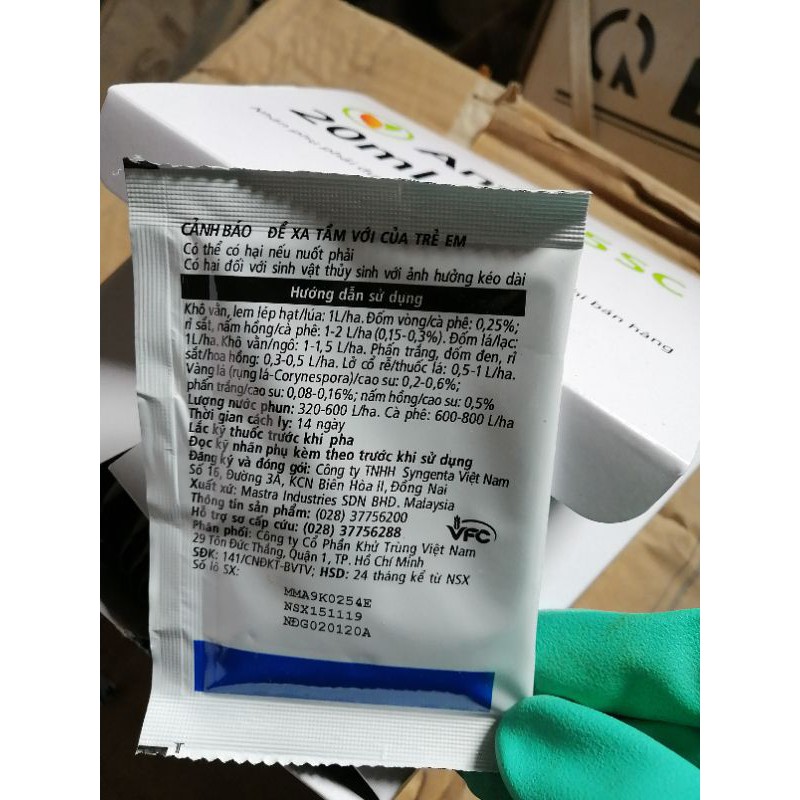 An
20ml
5SC
bán hàng
CẢNH BÁO ĐỂ XA TẦM VỚI CỦA TRẺ EM
Có thể có hại nếu nuốt phải
Có hại đối với sinh vật thủy sinh với ảnh hưởng kéo dài
Hướng dẫn sử dụng
Khô vằn, lem lép hạt/lúa: 1L/ha. Đốm vòng/cà phê: 0,25%;
rỉ sắt, nấm hồng/cà phê: 1-2 L/ha (0,15-0,3%). Đốm lá/lạc:
1L/ha. Khô vằn/ngô: 1-1,5 L/ha. Phấn trắng, đốm đen, rỉ
sắt/hoa hồng: 0,3-0,5 L/ha. Lở cổ rễ/thuốc lá: 0,5-1 L/ha.
Vàng lá (rụng lá-Corynespora)/cao su: 0,2-0,6%;
phấn trắng/cao su: 0,08-0,16%; nấm hồng/cao su: 0,5%
Lượng nước phun: 320-600 L/ha. Cà phê: 600-800 L/ha
Thời gian cách ly: 14 ngày
Lắc kỹ thuốc trước khi pha
Đọc kỹ nhãn phụ kèm theo trước khi sử dụng
Đăng ký và đóng gói: Công ty TNHH Syngenta Việt Nam
Số 16, Đường 3A, KCN Biên Hòa II, Đồng Nai
Xuất xứ: Mastra Industries SDN BHD. Malaysia
Thông tin sản phẩm: (028) 37756200
Hỗ trợ sơ cấp cứu: (028) 37756288
Phân phối: Công ty Cổ Phần Khử Trùng Việt Nam
29 Tôn Đức Thắng, Quận 1, TP. Hồ Chí Minh
SĐK: 141/CNĐKT-BVTV; HSD: 24 tháng kể từ NSX
Số lô SX:
VFC
MMA9K0254E
NSX151119
NĐG020120A